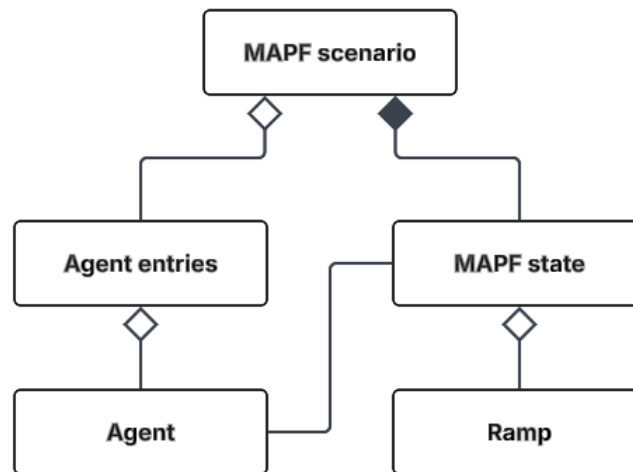 MAPF scenario
Agent entries
MAPF state
Agent
Ramp